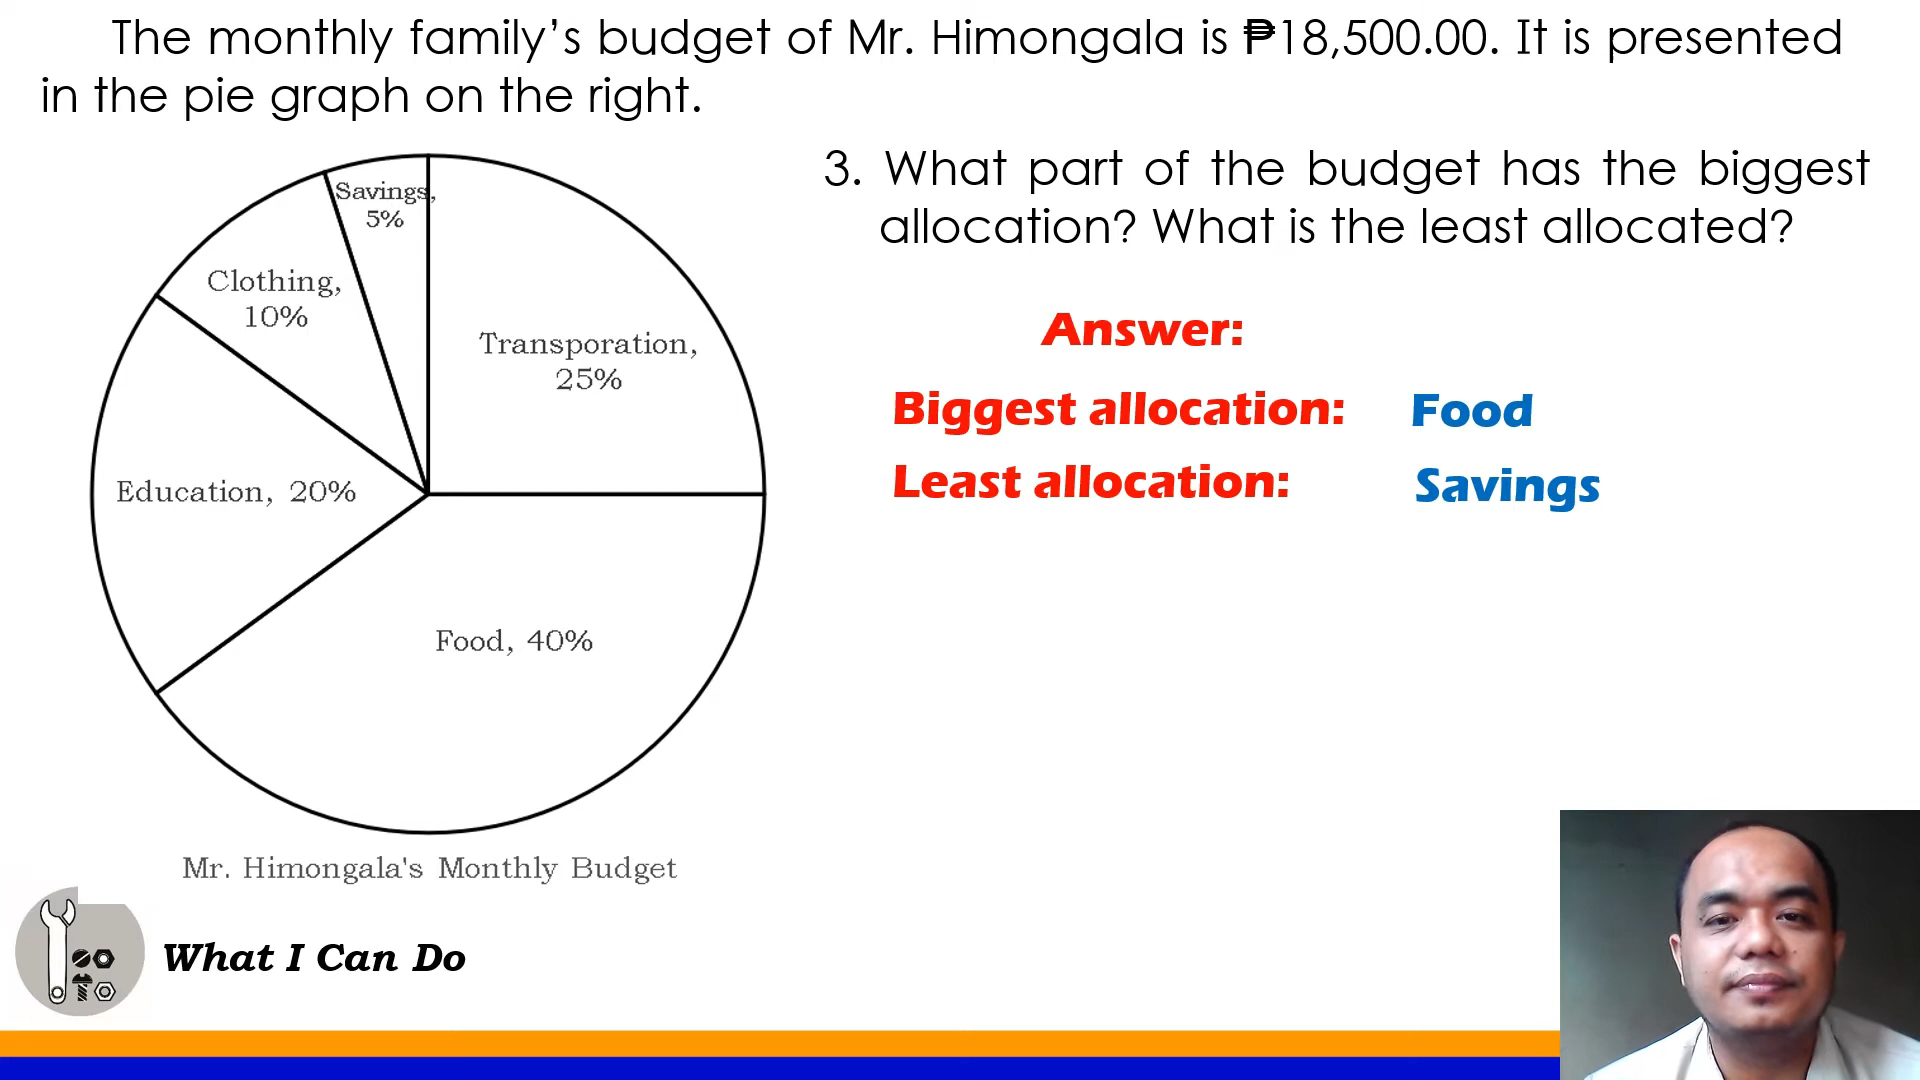 The monthly family’s budget of Mr. Himongala is ₱18,500.00. It is presented
in the pie graph on the right.
3. What part of the budget has the biggest
allocation? What is the least allocated?
Savings,
5%
Clothing,
10%
Transporation,
25%
Education, 20%
Food, 40%
Mr. Himongala's Monthly Budget
Answer:
Biggest allocation: Food
Least allocation: Savings
What I Can Do